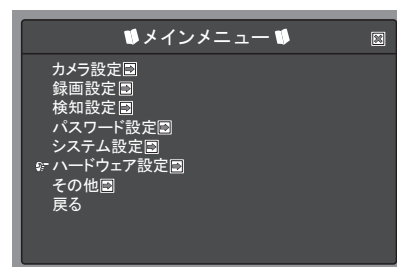 メインメニュー
カメラ設定
録画設定
検知設定
パスワード設定
システム設定
ハードウェア設定
その他
戻る